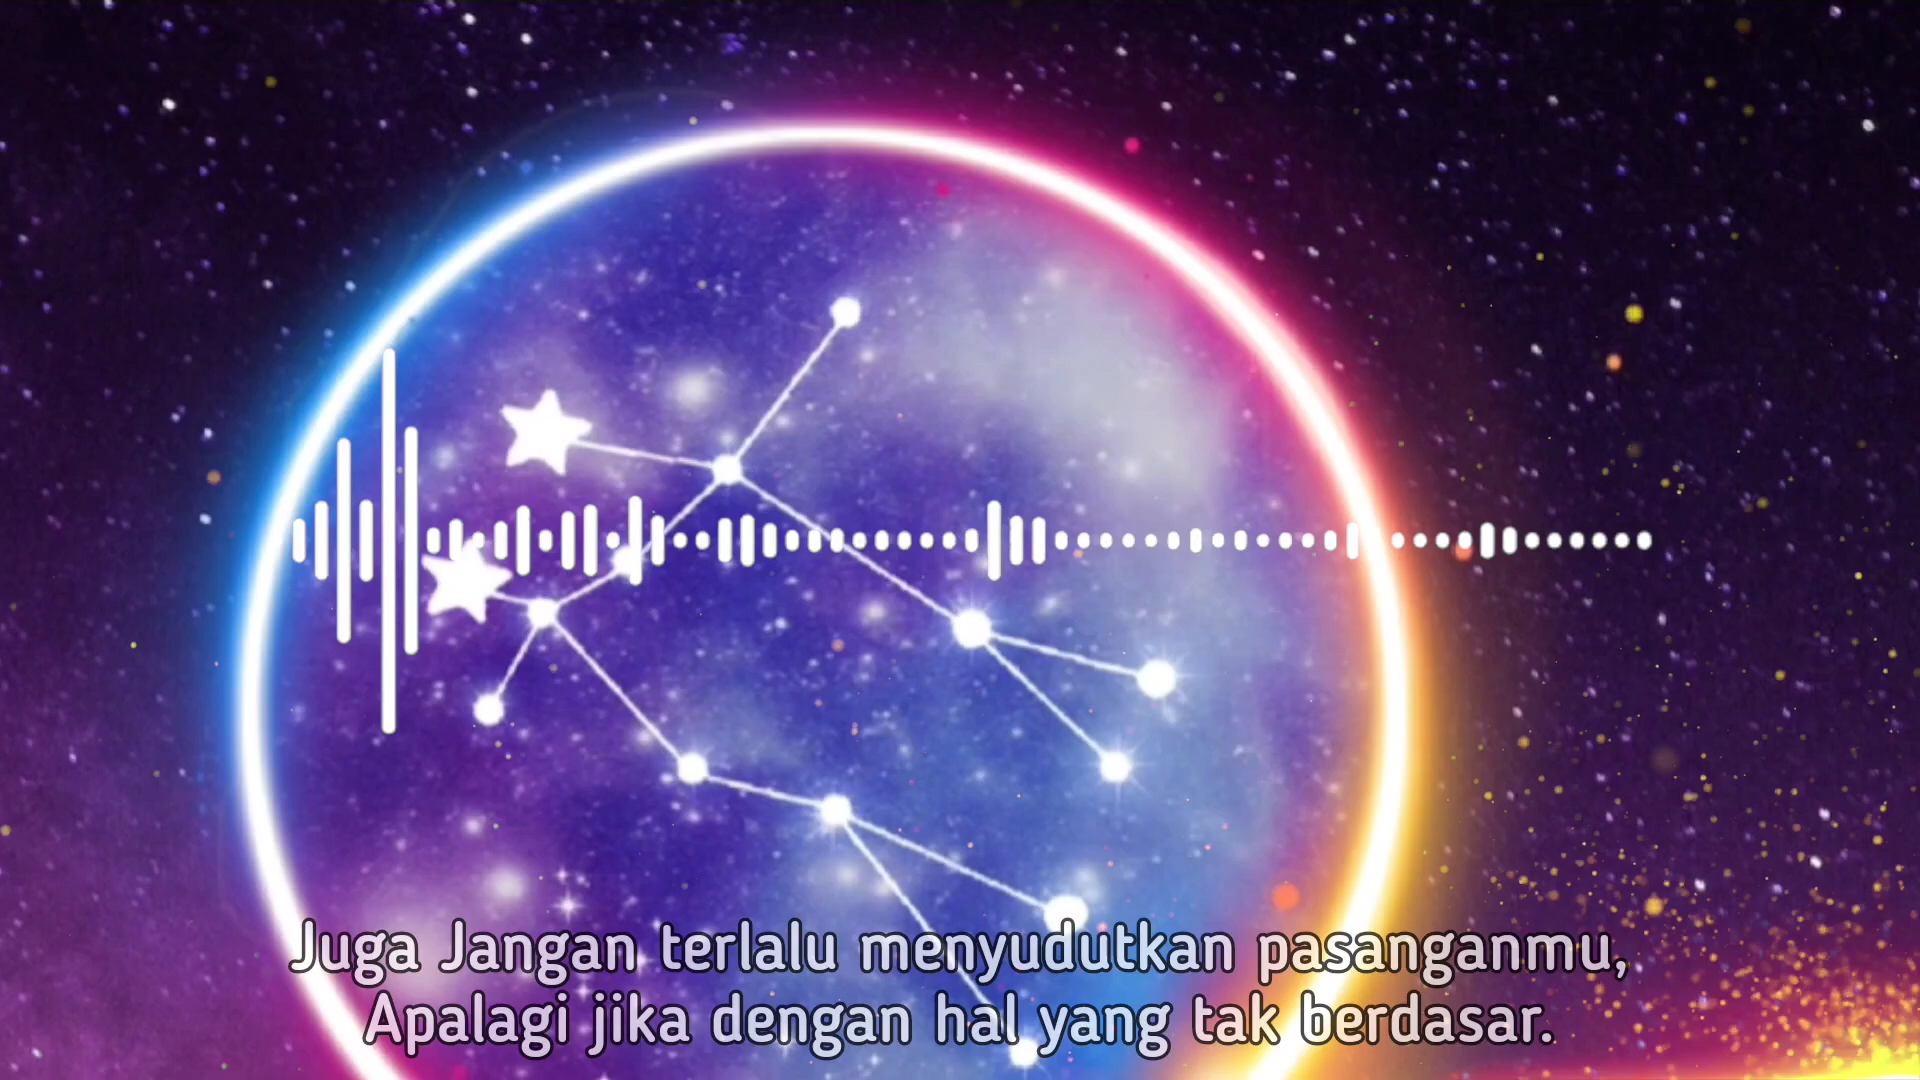 Juga Jangan terlalu menyudutkan pasanganmu,
Apalagi jika dengan hal yang tak berdasar.